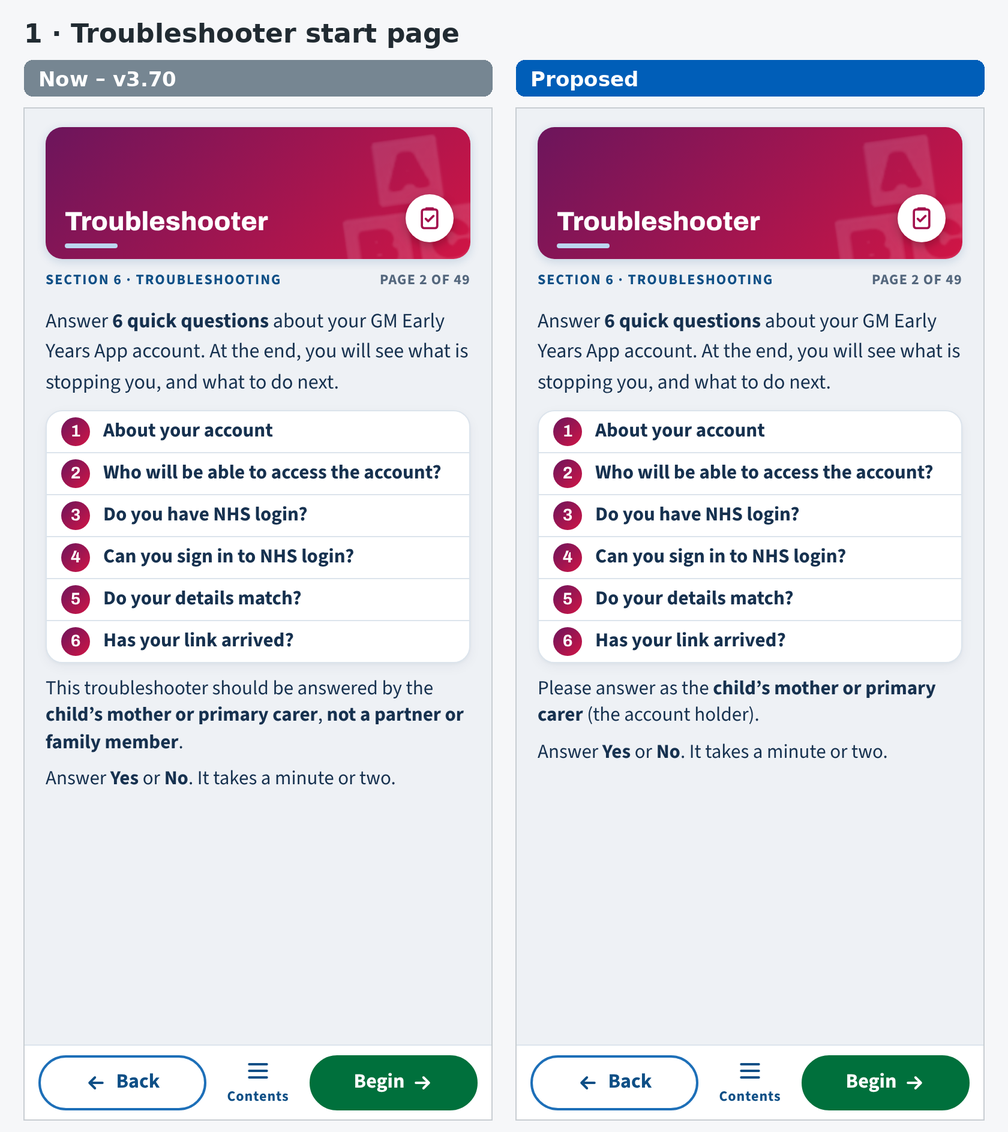 1 · Troubleshooter start page
Now – v3.70
A
B C
Troubleshooter
SECTION 6 · TROUBLESHOOTING
PAGE 2 OF 49
Answer 6 quick questions about your GM Early
Years App account. At the end, you will see what is
stopping you, and what to do next.
1 About your account
2 Who will be able to access the account?
3 Do you have NHS login?
4 Can you sign in to NHS login?
5 Do your details match?
6 Has your link arrived?
This troubleshooter should be answered by the
child’s mother or primary carer, not a partner or
family member.
Answer Yes or No. It takes a minute or two.
← Back
Contents
Begin →
Proposed
A
B C
Troubleshooter
SECTION 6 · TROUBLESHOOTING
PAGE 2 OF 49
Answer 6 quick questions about your GM Early
Years App account. At the end, you will see what is
stopping you, and what to do next.
1 About your account
2 Who will be able to access the account?
3 Do you have NHS login?
4 Can you sign in to NHS login?
5 Do your details match?
6 Has your link arrived?
Please answer as the child’s mother or primary
carer (the account holder).
Answer Yes or No. It takes a minute or two.
← Back
Contents
Begin →